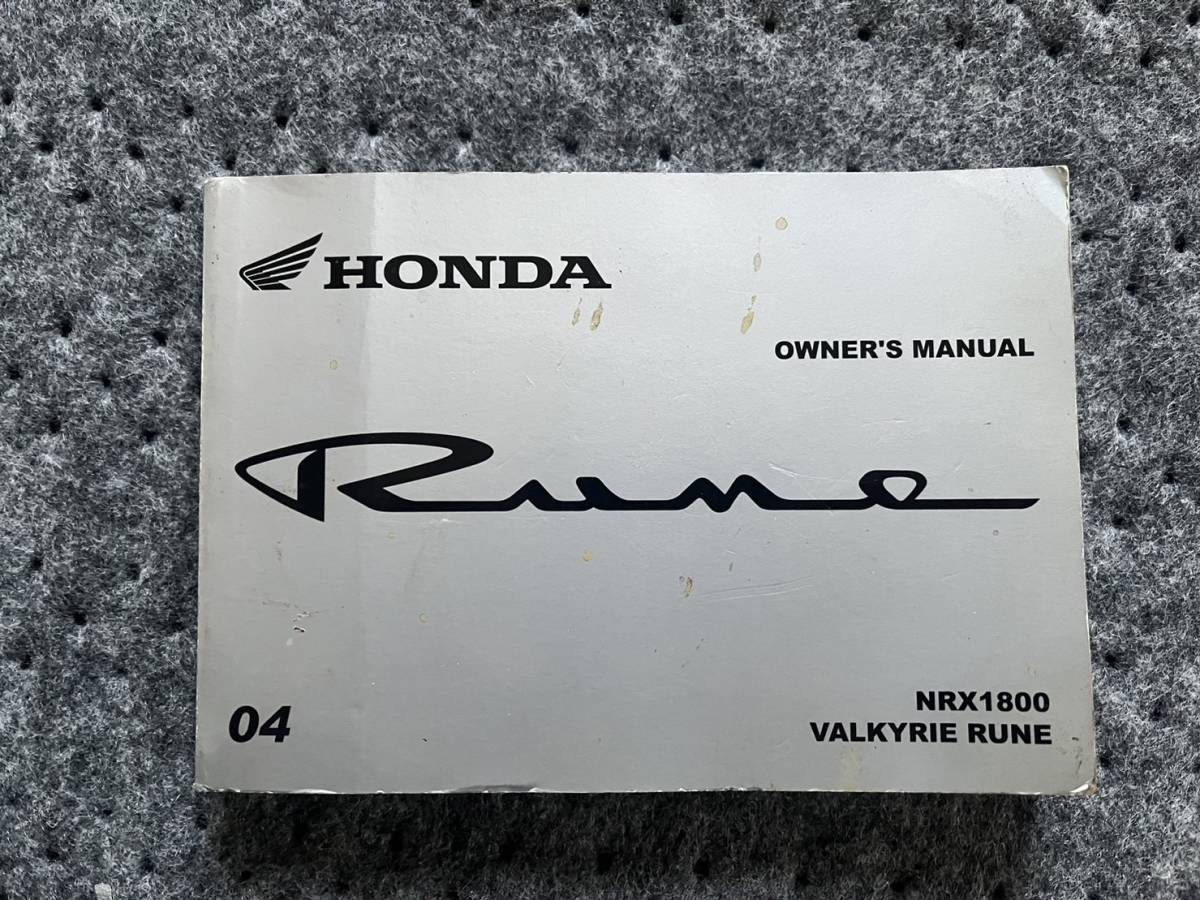 HONDA
OWNER'S MANUAL
Rune
04
NRX1800
VALKYRIE RUNE